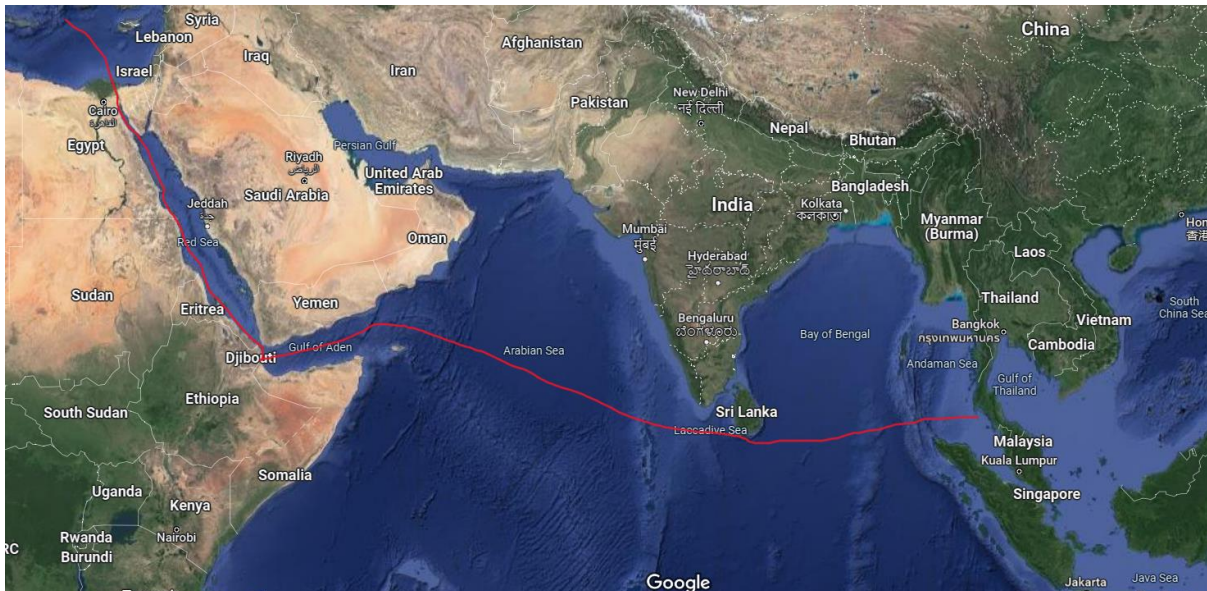 Syria
Lebanon
China
Afghanistan
Iraq
Iran
Israel
New Delhi
नई दिल्ली
Pakistan
Cairo
القاهرة
Nepal
Egypt
Bhutan
Persian Gulf
Riyadh
الرياض
United Arab
Emirates
Saudi Arabia
Bangladesh
Jeddah
جدة
India
Kolkata
কলকাতা
Hon
香港
Myanmar
(Burma)
Mumbai
मुंबई
Red Sea
Oman
Hyderabad
హైదరాబాద్
Laos
Sudan
Eritrea
Yemen
Thailand
South
China Sea
Bengaluru
ಬೆಂಗಳೂರು
Bangkok
กรุงเทพมหานคร
Vietnam
Bay of Bengal
Gulf of Aden
Arabian Sea
Cambodia
Djibouti
Andaman Sea
Gulf of
Thailand
Ethiopia
South Sudan
Sri Lanka
Laccadive Sea
Malaysia
Kuala Lumpur
Somalia
Uganda
Singapore
Kenya
Rwanda
Nairobi
RC
Burundi
Google
Jakarta
Java Sea